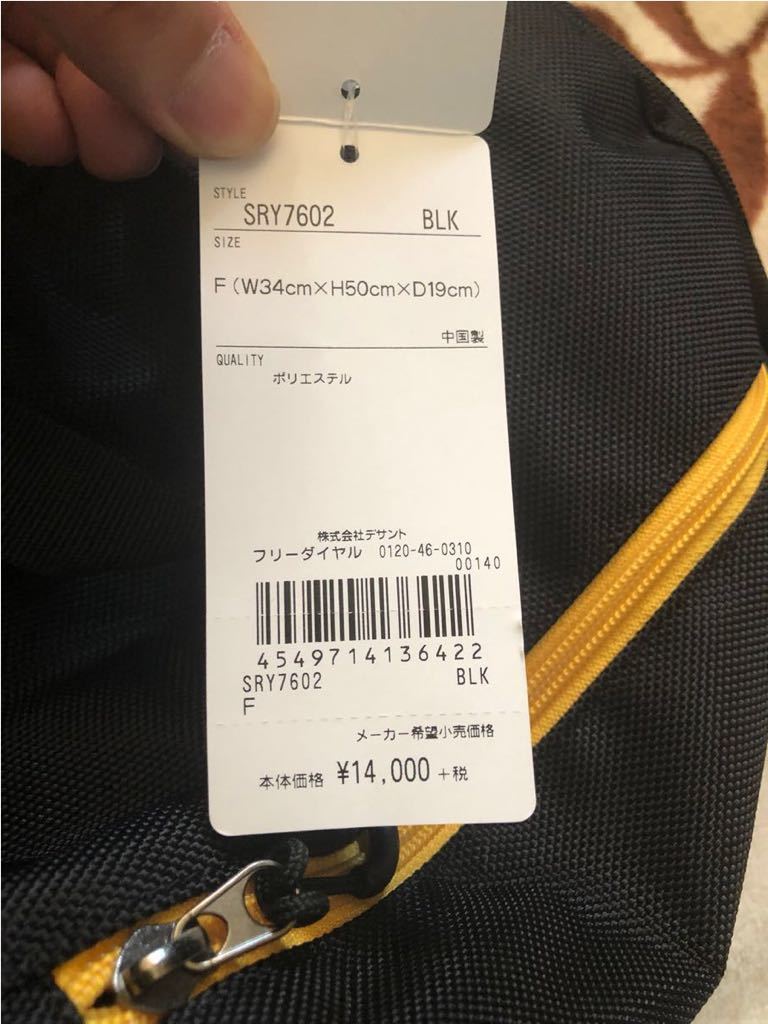 STYLE
SRY7602 BLK
SIZE
F (W34cm×H50cm×D19cm)
中国製
QUALITY
ポリエステル
株式会社デサント
フリーダイヤル 0120-46-0310
00140
4549714136422
SRY7602 BLK
F
メーカー希望小売価格
本体価格 ¥14,000 +税